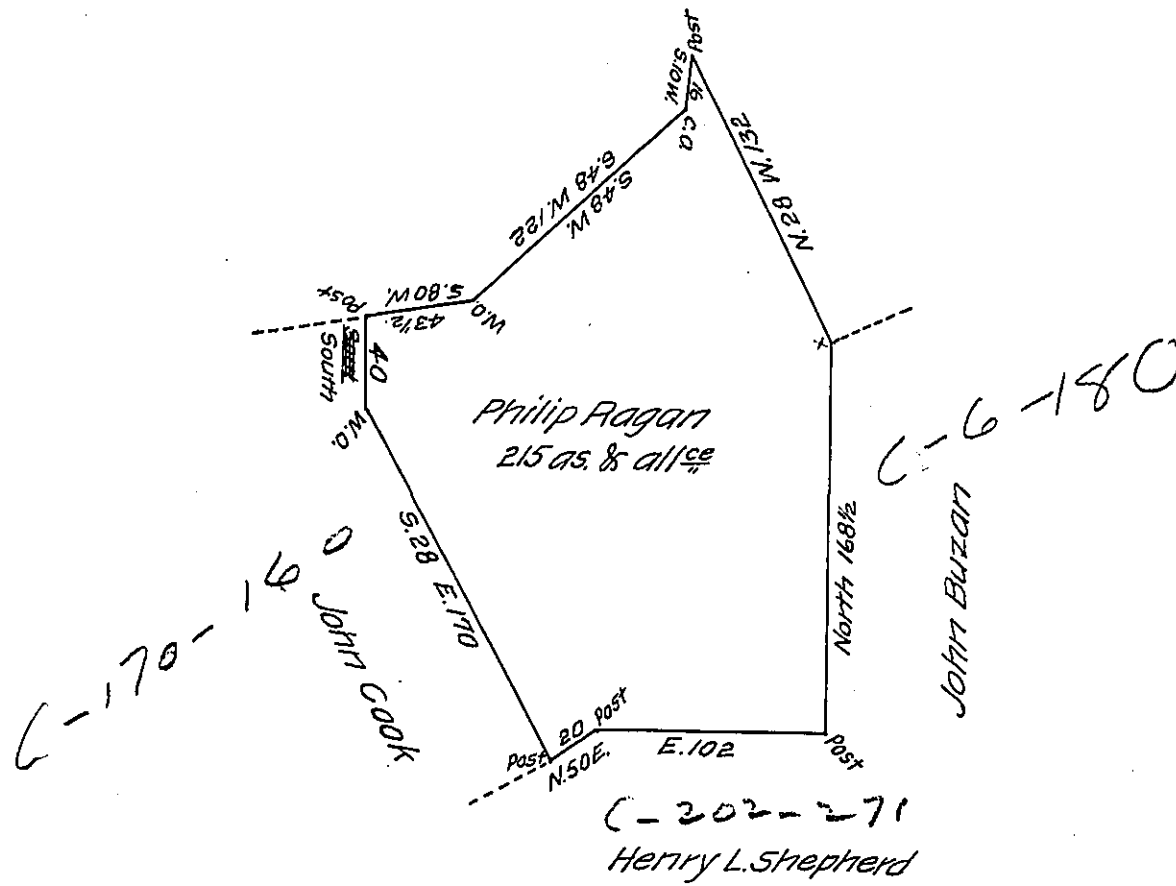 Post
S.10W.
16
C.O.
N.28 W.132
S.48 W.122
S.48 W.
W.O.
S.80W.
43½.
Post
South
40
W.O.
x
Philip Ragan
215 as. & allce
C-6-180
John Buzan
North 168½
S.28 E.170
C-170-160
John Cook
Post
20
Post
N.50E.
E.102
Post
C-202-271
Henry L. Shepherd